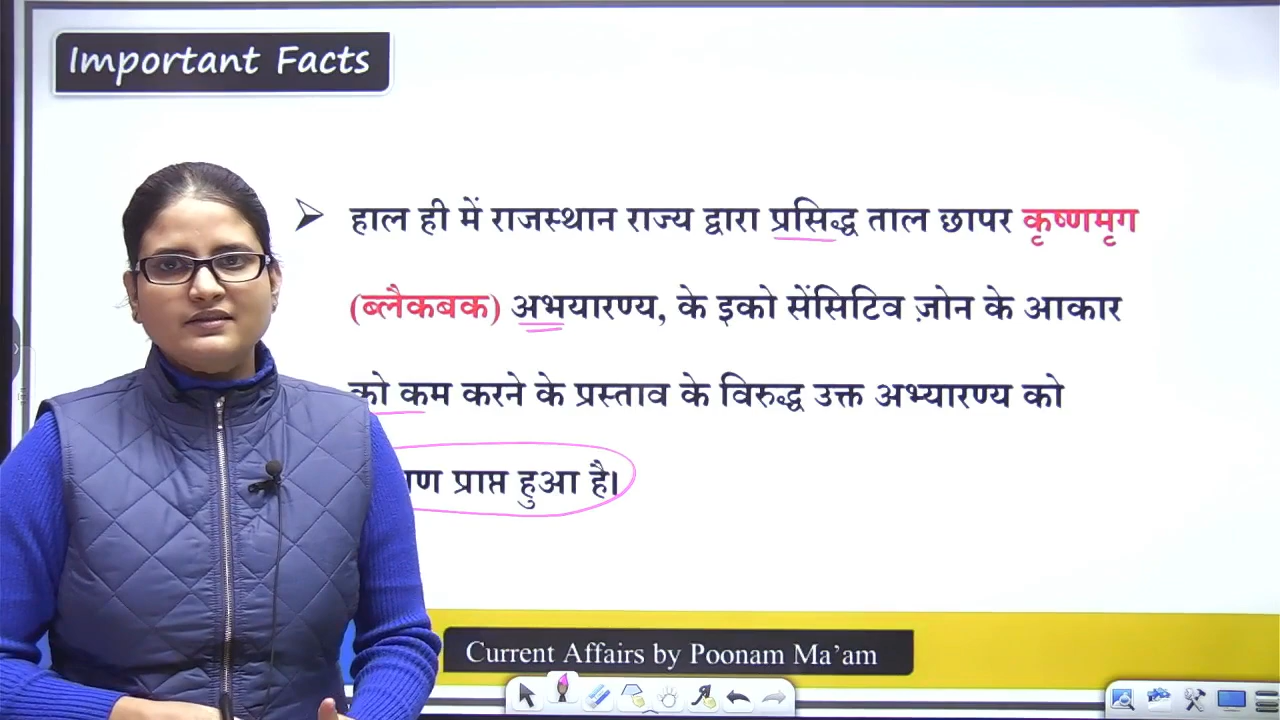 Important Facts
हाल ही में राजस्थान राज्य द्वारा प्रसिद्ध ताल छापर कृष्णमृग
(ब्लैकबक) अभयारण्य, के इको सेंसिटिव ज़ोन के आकार
को कम करने के प्रस्ताव के विरुद्ध उक्त अभ्यारण्य को
प्राप्त हुआ है।
Current Affairs by Poonam Ma'am